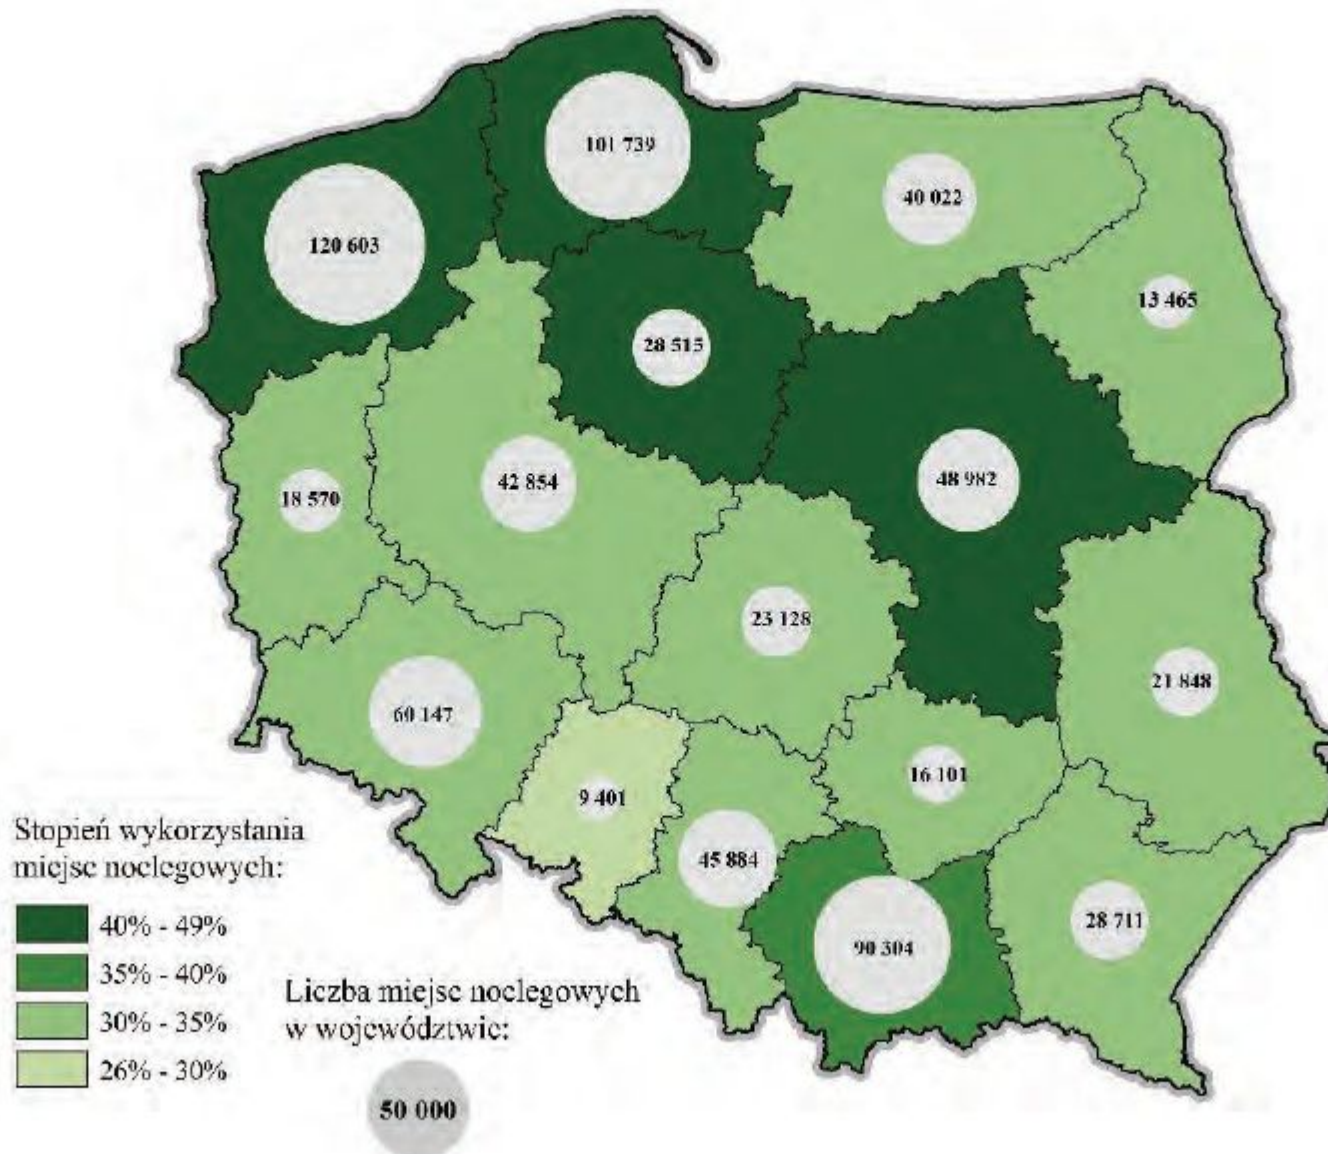 101 739
40 022
120 603
13 465
28 515
42 854
48 982
18 570
23 128
21 848
60 147
16 101
9 401
45 884
28 711
90 304
Stopień wykorzystania
miejsc noclegowych:
40% - 49%
35% - 40%
30% - 35%
26% - 30%
Liczba miejsc noclegowych
w województwie:
50 000